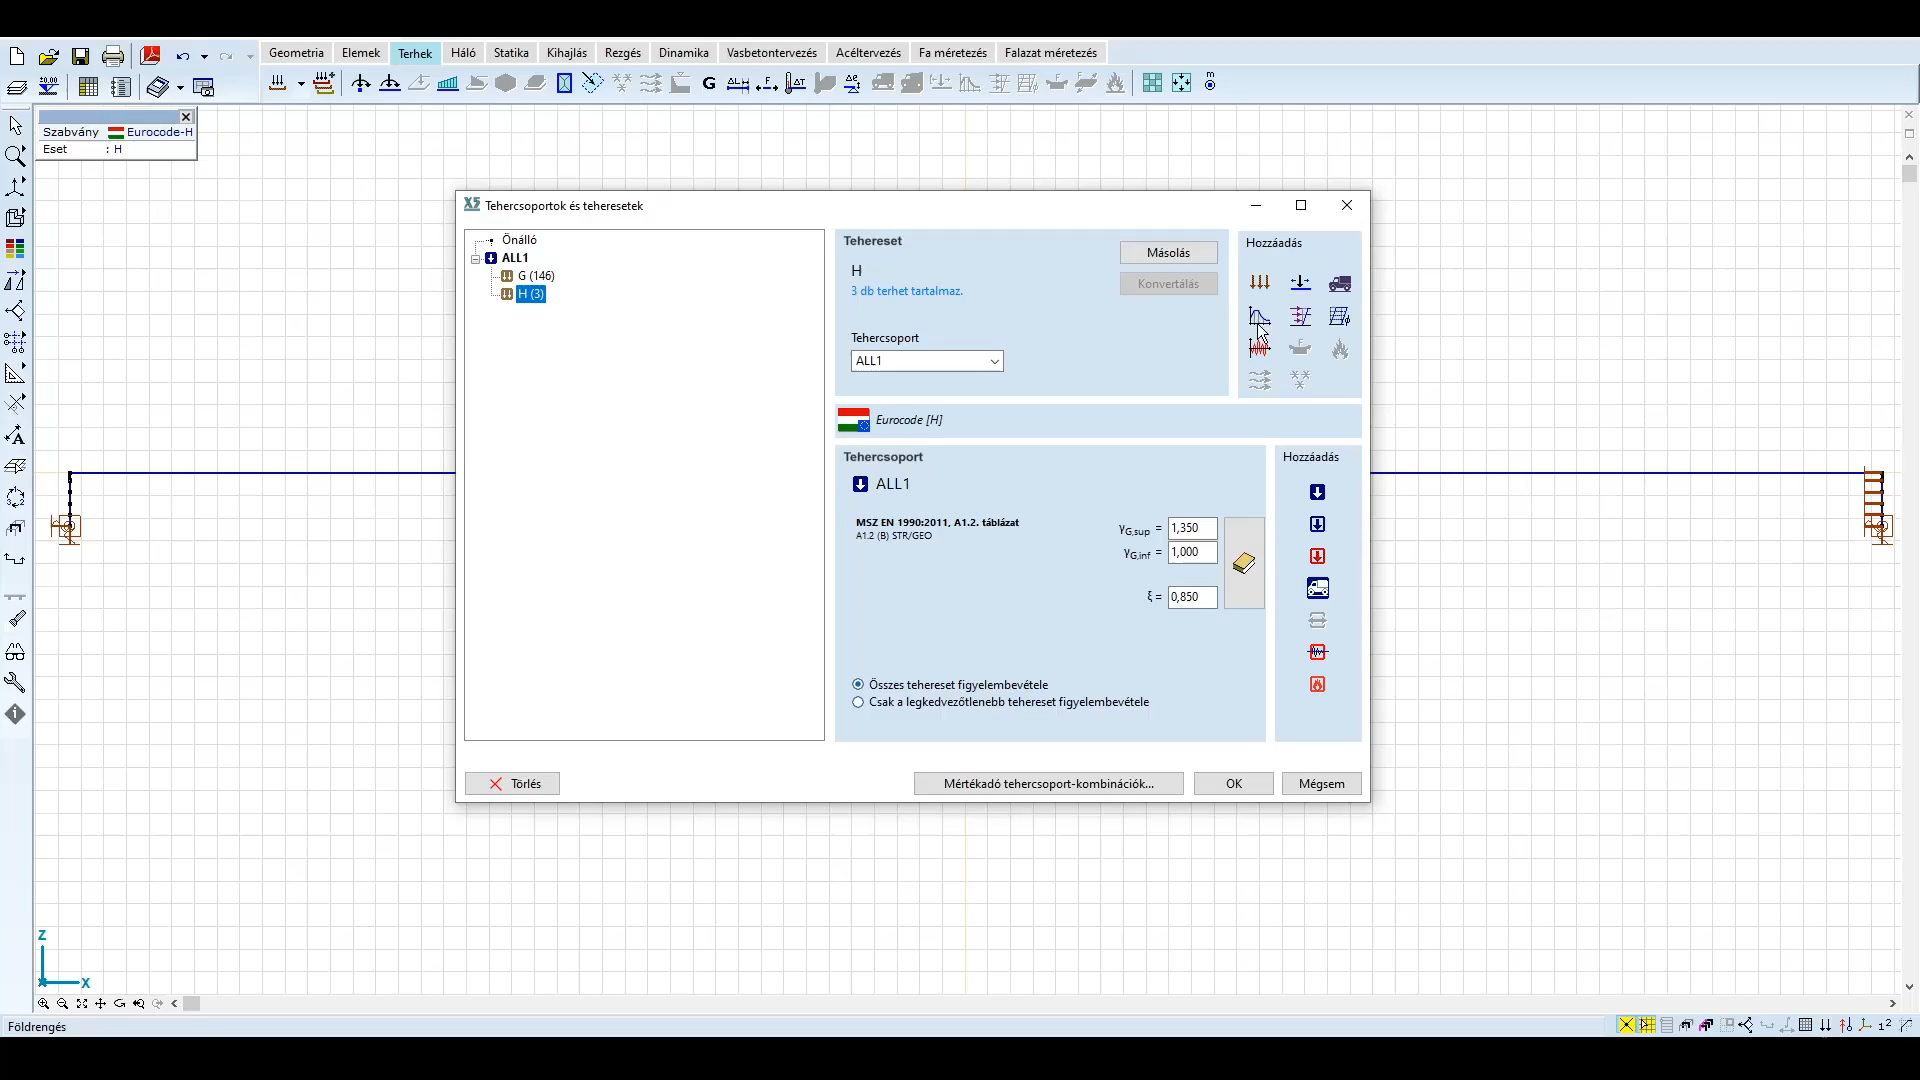 Geometria Elemek Terhek Háló Statika Kihajlás Rezgés Dinamika Vasbetontervezés Acéltervezés Fa méretezés Falazat méretezés
Szabvány Eurocode-H
Eset : H
Tehercsoportok és teheresetek
Önálló
ALL1
G (146)
H (3)
Tehereset
H
3 db terhet tartalmaz.
Másolás
Konvertálás
Tehercsoport
ALL1
Hozzáadás
Eurocode [H]
Tehercsoport
ALL1
MSZ EN 1990:2011, A1.2. táblázat
A1.2 (B) STR/GEO
γG,sup = 1,350
γG,inf = 1,000
ξ = 0,850
Összes tehereset figyelembevétele
Csak a legkedvezőtlenebb tehereset figyelembevétele
Hozzáadás
Törlés
Mértékadó tehercsoport-kombinációk...
OK
Mégsem
Z
X
Földrengés